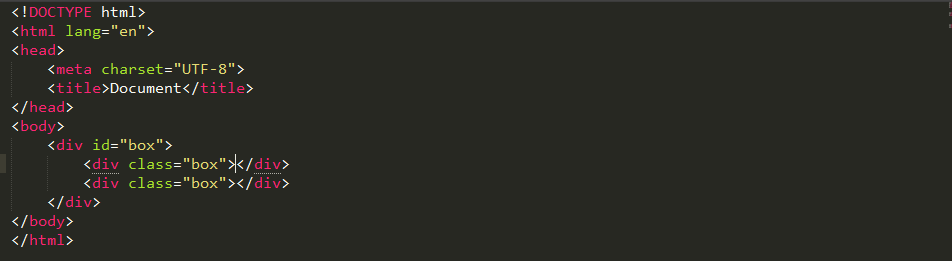 <!DOCTYPE html>
<html lang="en">
<head>
    <meta charset="UTF-8">
    <title>Document</title>
</head>
<body>
    <div id="box">
        <div class="box"></div>
        <div class="box"></div>
    </div>
</body>
</html>